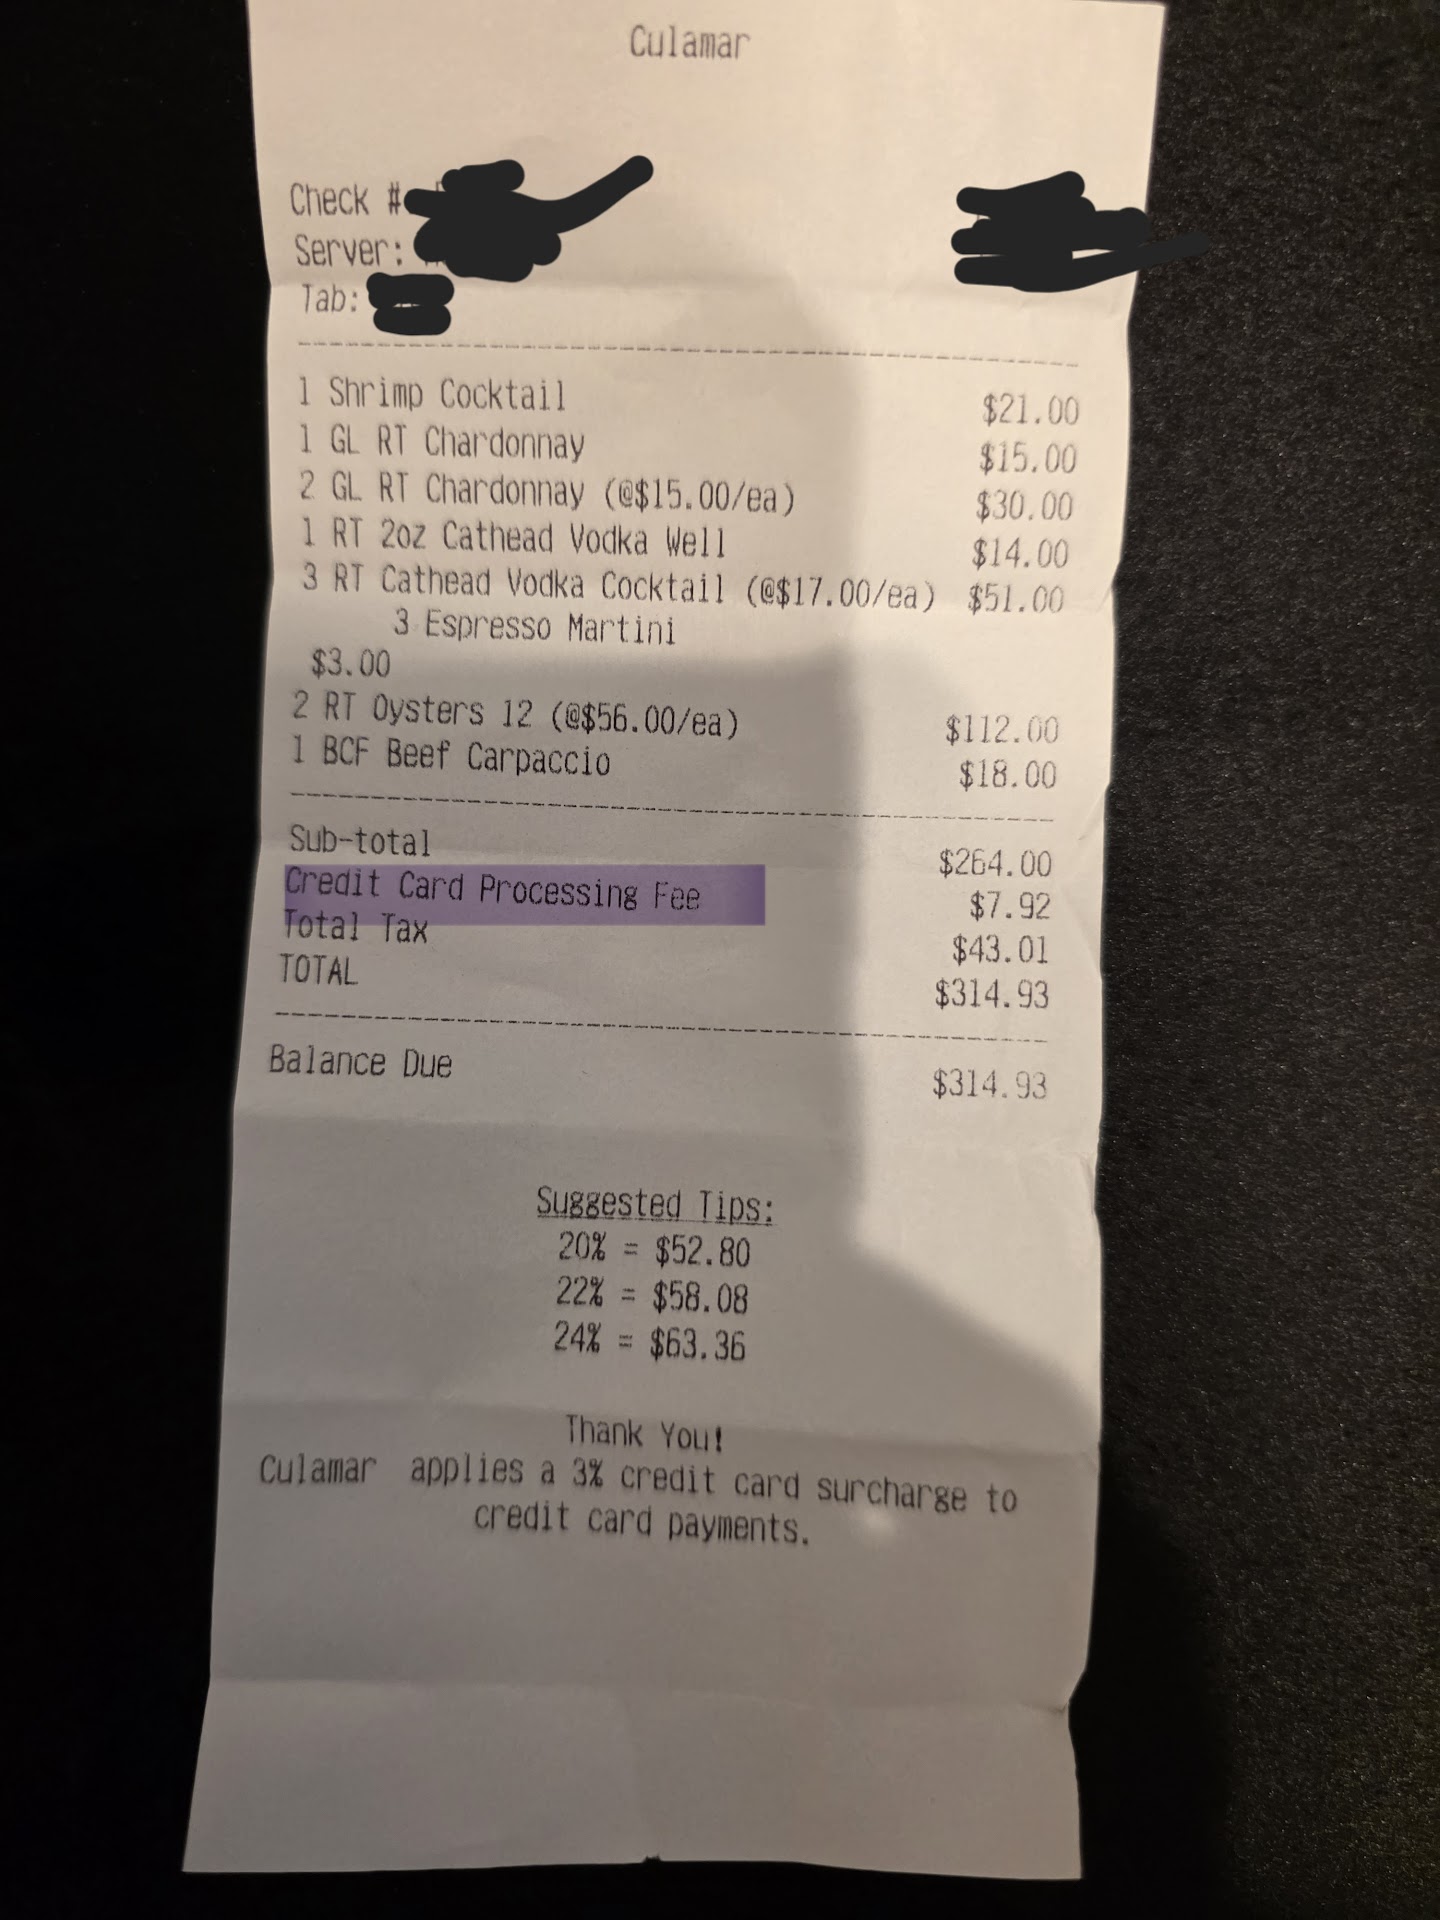 Culamar
Check #
Server:
Tab:
1 Shrimp Cocktail $21.00
1 GL RT Chardonnay $15.00
2 GL RT Chardonnay (@$15.00/ea) $30.00
1 RT 2oz Cathead Vodka Well $14.00
3 RT Cathead Vodka Cocktail (@$17.00/ea) $51.00
3 Espresso Martini
$3.00
2 RT Oysters 12 (@$56.00/ea) $112.00
1 BCF Beef Carpaccio $18.00
Sub-total $264.00
Credit Card Processing Fee $7.92
Total Tax $43.01
TOTAL $314.93
Balance Due $314.93
Suggested Tips:
20% = $52.80
22% = $58.08
24% = $63.36
Thank You!
Culamar applies a 3% credit card surcharge to
credit card payments.